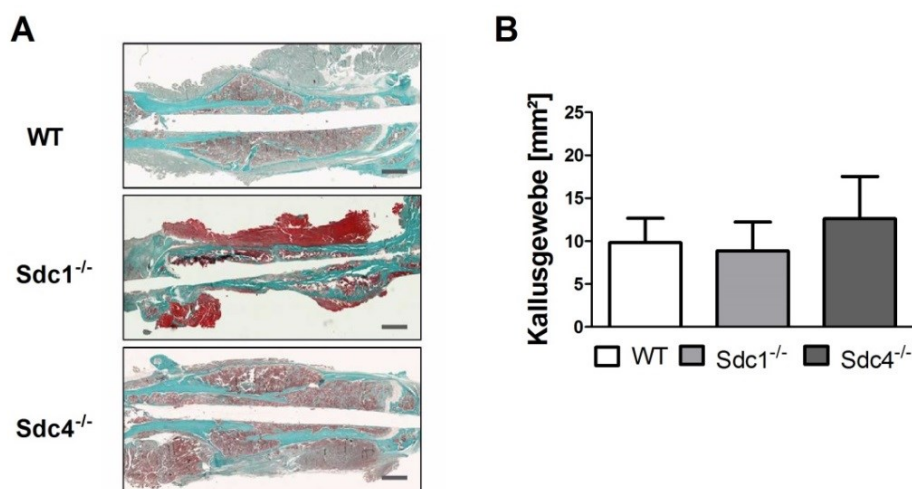 A
WT
Sdc1-/-
Sdc4-/-
B
Kallusgewebe [mm²]
25
20
15
10
5
0
WT Sdc1-/- Sdc4-/-